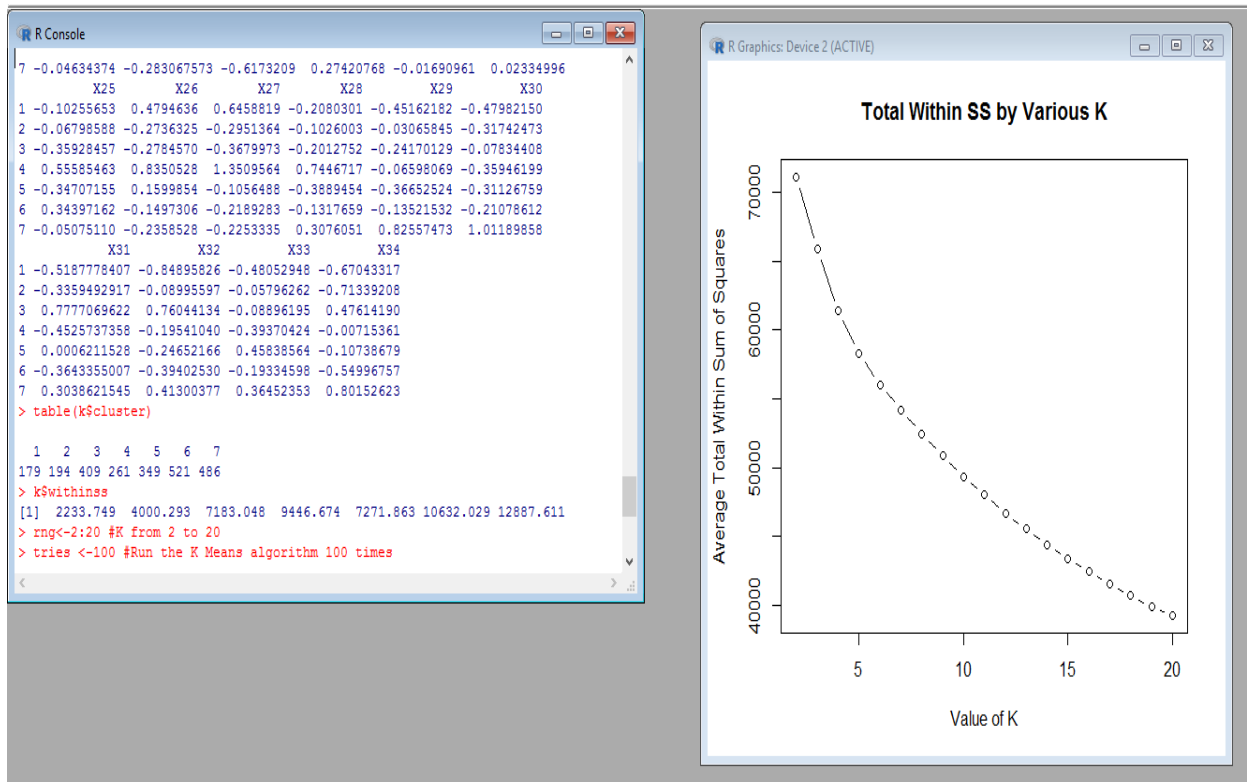 R Console
7 -0.04634374 -0.283067573 -0.6173209 0.27420768 -0.01690961 0.02334996
X25 X26 X27 X28 X29 X30
1 -0.10255653 0.4794636 0.6458819 -0.2080301 -0.45162182 -0.47982150
2 -0.06798588 -0.2736325 -0.2951364 -0.1026003 -0.03065845 -0.31742473
3 -0.35928457 -0.2784570 -0.3679973 -0.2012752 -0.24170129 -0.07834408
4 0.55585463 0.8350528 1.3509564 0.7446717 -0.06598069 -0.35946199
5 -0.34707155 0.1599854 -0.1056488 -0.3889454 -0.36652524 -0.31126759
6 0.34397162 -0.1497306 -0.2189283 -0.1317659 -0.13521532 -0.21078612
7 -0.05075110 -0.2358528 -0.2253335 0.3076051 0.82557473 1.01189858
X31 X32 X33 X34
1 -0.5187778407 -0.84895826 -0.48052948 -0.67043317
2 -0.3359492917 -0.08995597 -0.05796262 -0.71339208
3 0.7777069622 0.76044134 -0.08896195 0.47614190
4 -0.4525737358 -0.19541040 -0.39370424 -0.00715361
5 0.0006211528 -0.24652166 0.45838564 -0.10738679
6 -0.3643355007 -0.39402530 -0.19334598 -0.54996757
7 0.3038621545 0.41300377 0.36452353 0.80152623
> table(k$cluster)
1 2 3 4 5 6 7
179 194 409 261 349 521 486
> k$withinss
[1] 2233.749 4000.293 7183.048 9446.674 7271.863 10632.029 12887.611
> rng<-2:20 #K from 2 to 20
> tries <-100 #Run the K Means algorithm 100 times
R Graphics: Device 2 (ACTIVE)
Total Within SS by Various K
Average Total Within Sum of Squares
70000
60000
50000
40000
5 10 15 20
Value of K